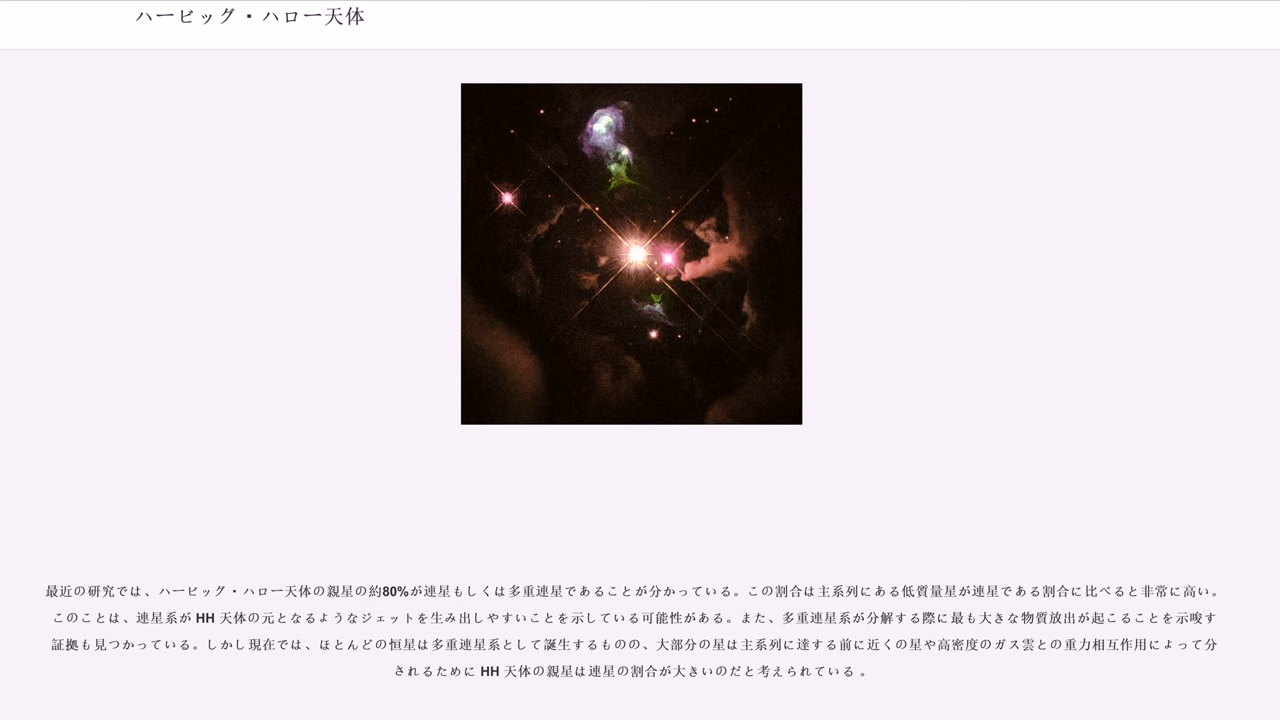 ハービッグ・ハロー天体
最近の研究では、ハービッグ・ハロー天体の親星の約80%が連星もしくは多重連星であることが分かっている。この割合は主系列にある低質量星が連星である割合に比べると非常に高い。
このことは、連星系が HH 天体の元となるようなジェットを生み出しやすいことを示している可能性がある。また、多重連星系が分解する際に最も大きな物質放出が起こることを示唆す
証拠も見つかっている。しかし現在では、ほとんどの恒星は多重連星系として誕生するものの、大部分の星は主系列に達する前に近くの星や高密度のガス雲との重力相互作用によって分
されるために HH 天体の親星は連星の割合が大きいのだと考えられている 。